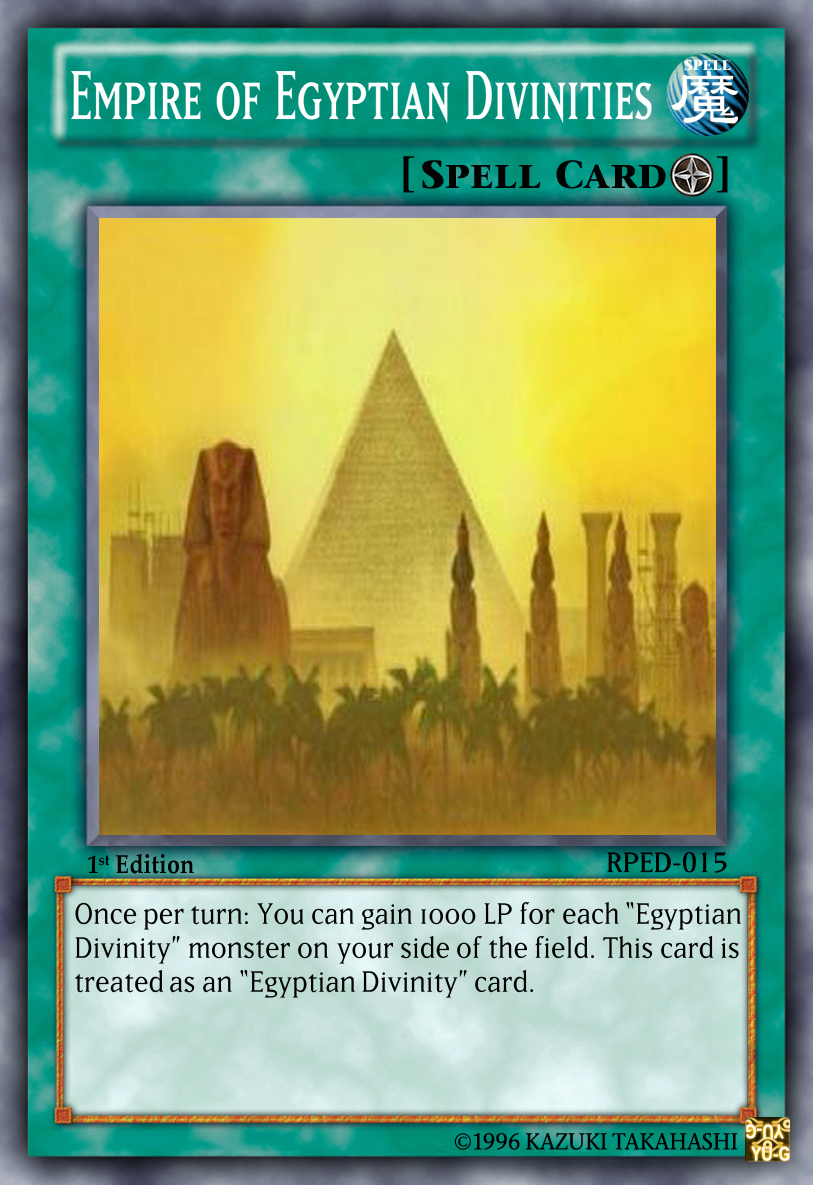 Empire of Egyptian Divinities
SPELL
魔
[Spell Card]
1st Edition
RPED-015
Once per turn: You can gain 1000 LP for each "Egyptian
Divinity" monster on your side of the field. This card is
treated as an "Egyptian Divinity" card.
©1996 KAZUKI TAKAHASHI